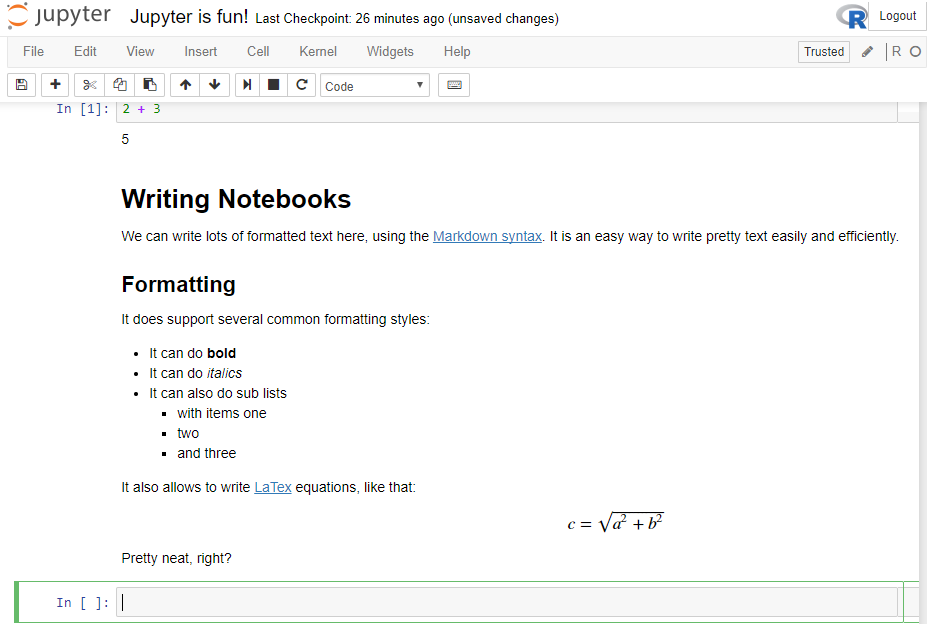 jupyter Jupyter is fun! Last Checkpoint: 26 minutes ago (unsaved changes) R Logout
File Edit View Insert Cell Kernel Widgets Help Trusted R O
Code
In [1]: 2 + 3
5
Writing Notebooks
We can write lots of formatted text here, using the Markdown syntax. It is an easy way to write pretty text easily and efficiently.
Formatting
It does support several common formatting styles:
• It can do bold
• It can do italics
• It can also do sub lists
▪ with items one
▪ two
▪ and three
It also allows to write LaTex equations, like that:
c = √(a² + b²)
Pretty neat, right?
In [ ]: